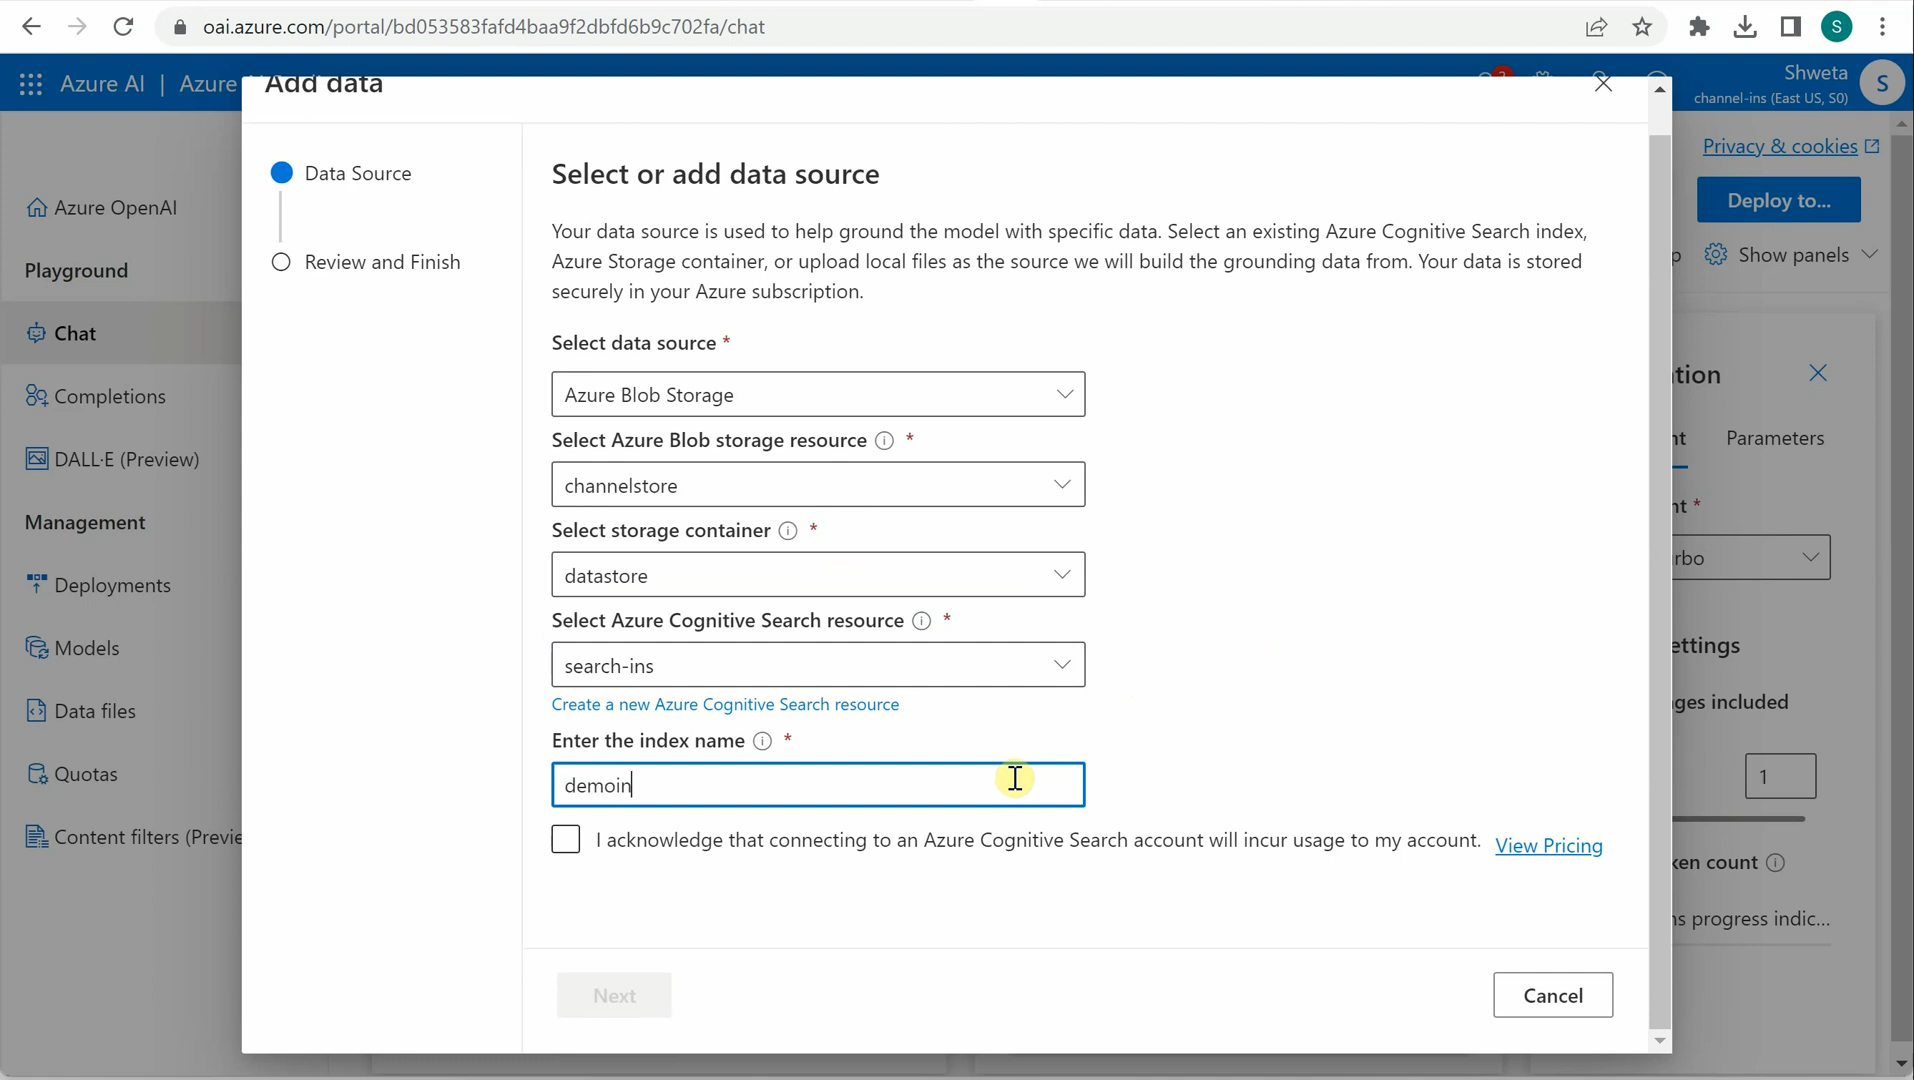 oai.azure.com/portal/bd053583fafd4baa9f2dbfd6b9c702fa/chat
S
Azure AI | Azure
2
Shweta
channel-ins (East US, S0)
S
Add data
Privacy & cookies
Deploy to...
Show panels
Azure OpenAI
Playground
Chat
Completions
DALL·E (Preview)
Management
Deployments
Models
Data files
Quotas
Content filters (Previe
Data Source
Review and Finish
Select or add data source
Your data source is used to help ground the model with specific data. Select an existing Azure Cognitive Search index,
Azure Storage container, or upload local files as the source we will build the grounding data from. Your data is stored
securely in your Azure subscription.
Select data source *
Azure Blob Storage
Select Azure Blob storage resource *
channelstore
Select storage container *
datastore
Select Azure Cognitive Search resource *
search-ins
Create a new Azure Cognitive Search resource
Enter the index name *
demoin
I acknowledge that connecting to an Azure Cognitive Search account will incur usage to my account. View Pricing
Next
Cancel
p
tion
nt
Parameters
nt *
rbo
ettings
ges included
1
ken count
ns progress indic...